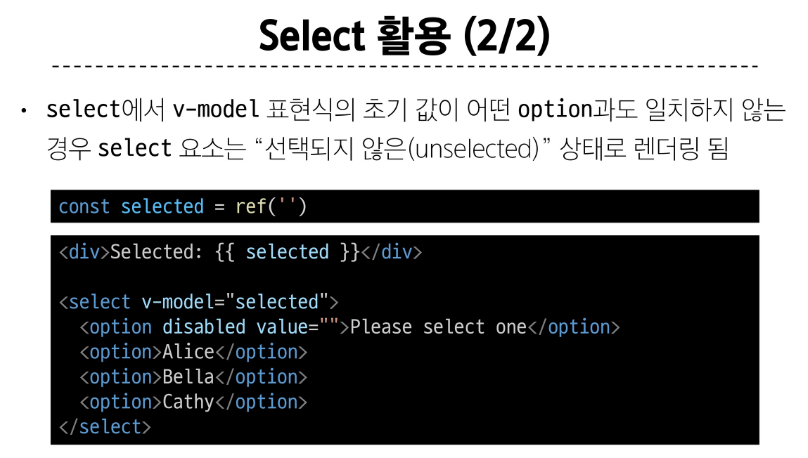 Select 활용 (2/2)
• select에서 v-model 표현식의 초기 값이 어떤 option과도 일치하지 않는
경우 select 요소는 “선택되지 않은(unselected)” 상태로 렌더링 됨
const selected = ref('')
<div>Selected: {{ selected }}</div>
<select v-model="selected">
  <option disabled value="">Please select one</option>
  <option>Alice</option>
  <option>Bella</option>
  <option>Cathy</option>
</select>